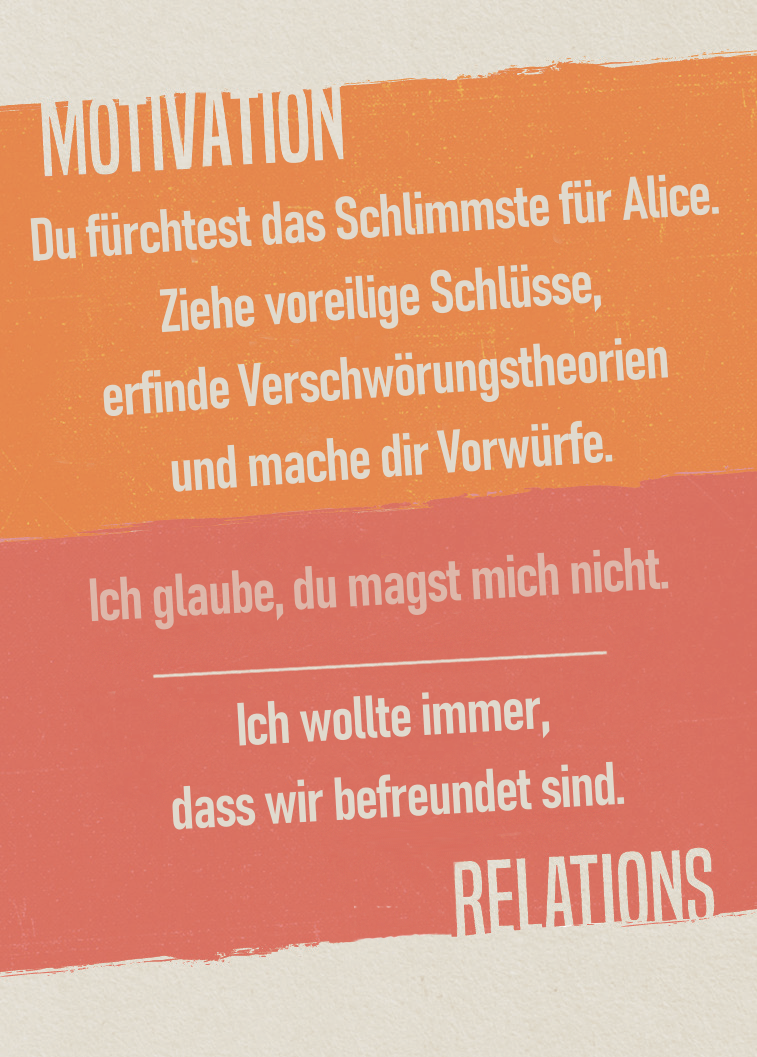 MOTIVATION
Du fürchtest das Schlimmste für Alice.
Ziehe voreilige Schlüsse,
erfinde Verschwörungstheorien
und mache dir Vorwürfe.
Ich glaube, du magst mich nicht.
Ich wollte immer,
dass wir befreundet sind.
RELATIONS